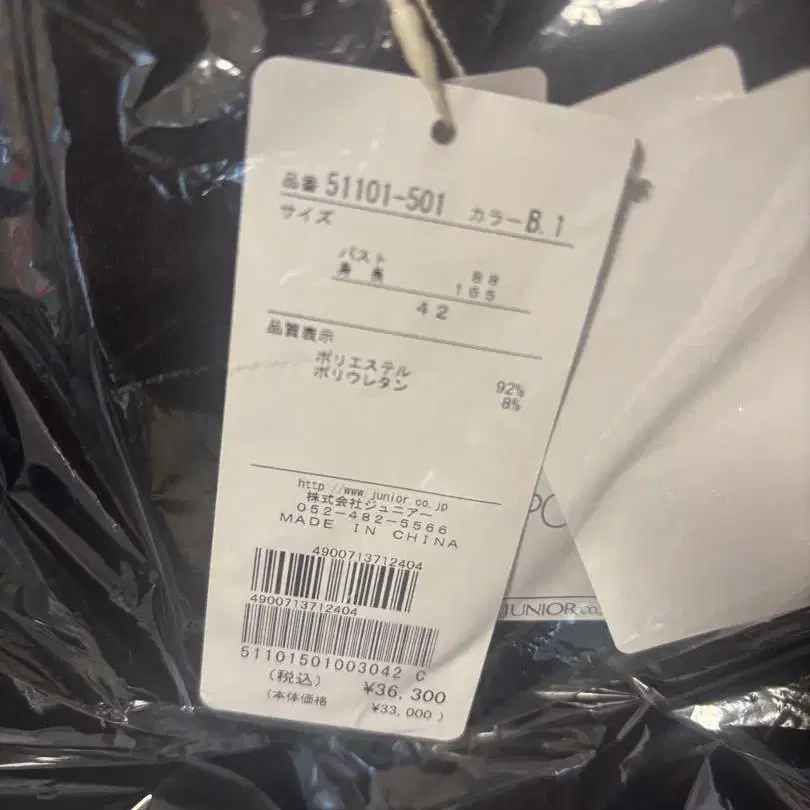 品番 51101-501 カラー B. 1
サイズ
バスト 88
身長 165
42
品質表示
ポリエステル 92%
ポリウレタン 8%
http //www.junior co.jp
株式会社ジュニアー
052-482-5566
MADE IN CHINA
4900713712404
4900713712404
51101501003042 C
(税込) ¥36,300
(本体価格 ¥33,000 )
PO
JUNIOR co.